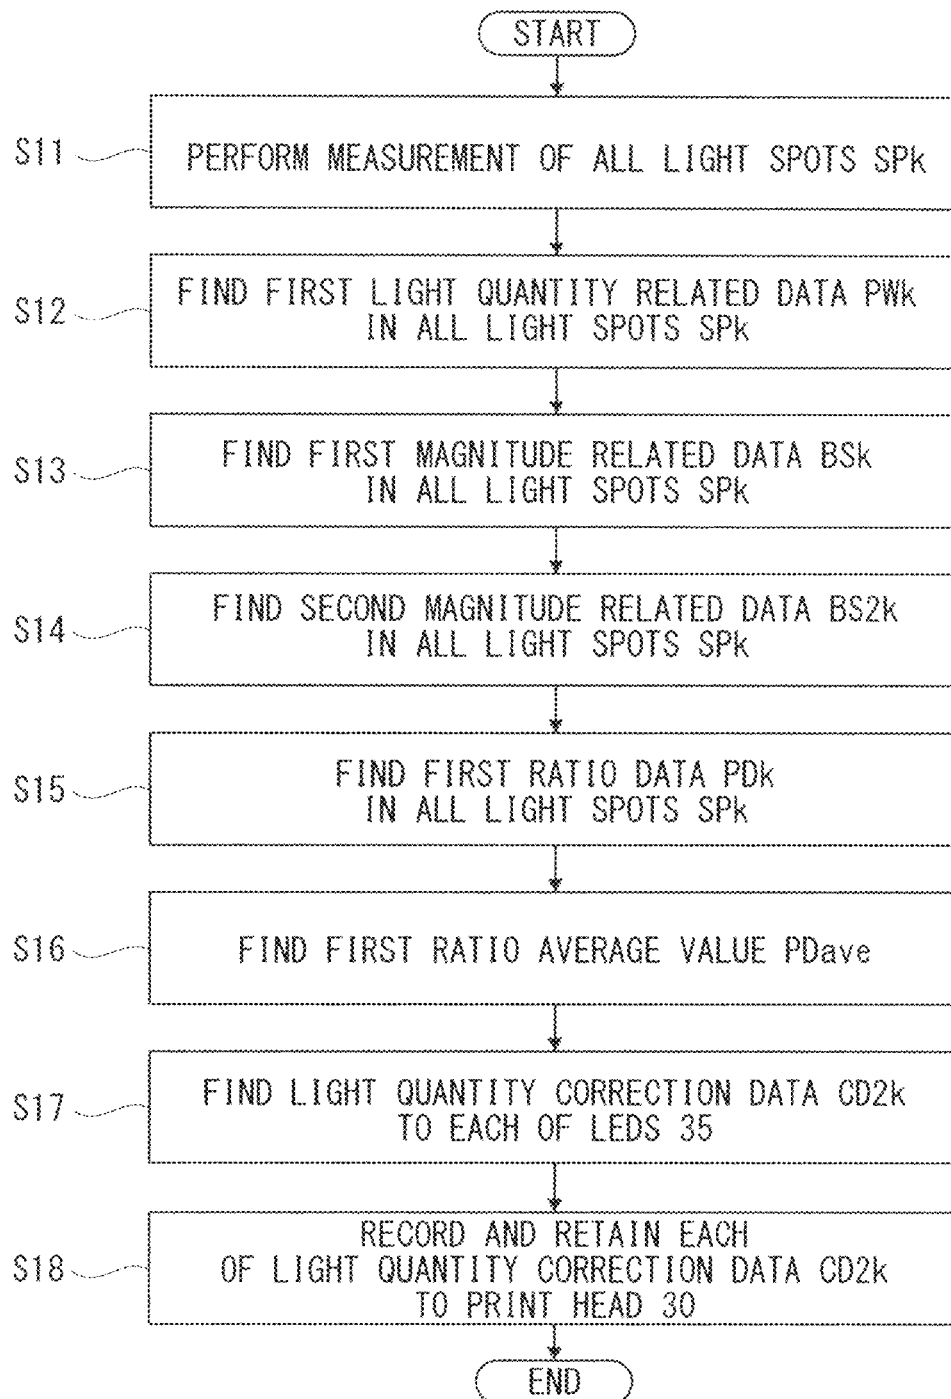 START
S11
PERFORM MEASUREMENT OF ALL LIGHT SPOTS SPk
S12
FIND FIRST LIGHT QUANTITY RELATED DATA PWk
IN ALL LIGHT SPOTS SPk
S13
FIND FIRST MAGNITUDE RELATED DATA BSk
IN ALL LIGHT SPOTS SPk
S14
FIND SECOND MAGNITUDE RELATED DATA BS2k
IN ALL LIGHT SPOTS SPk
S15
FIND FIRST RATIO DATA PDk
IN ALL LIGHT SPOTS SPk
S16
FIND FIRST RATIO AVERAGE VALUE PDave
S17
FIND LIGHT QUANTITY CORRECTION DATA CD2k
TO EACH OF LEDS 35
S18
RECORD AND RETAIN EACH
OF LIGHT QUANTITY CORRECTION DATA CD2k
TO PRINT HEAD 30
END